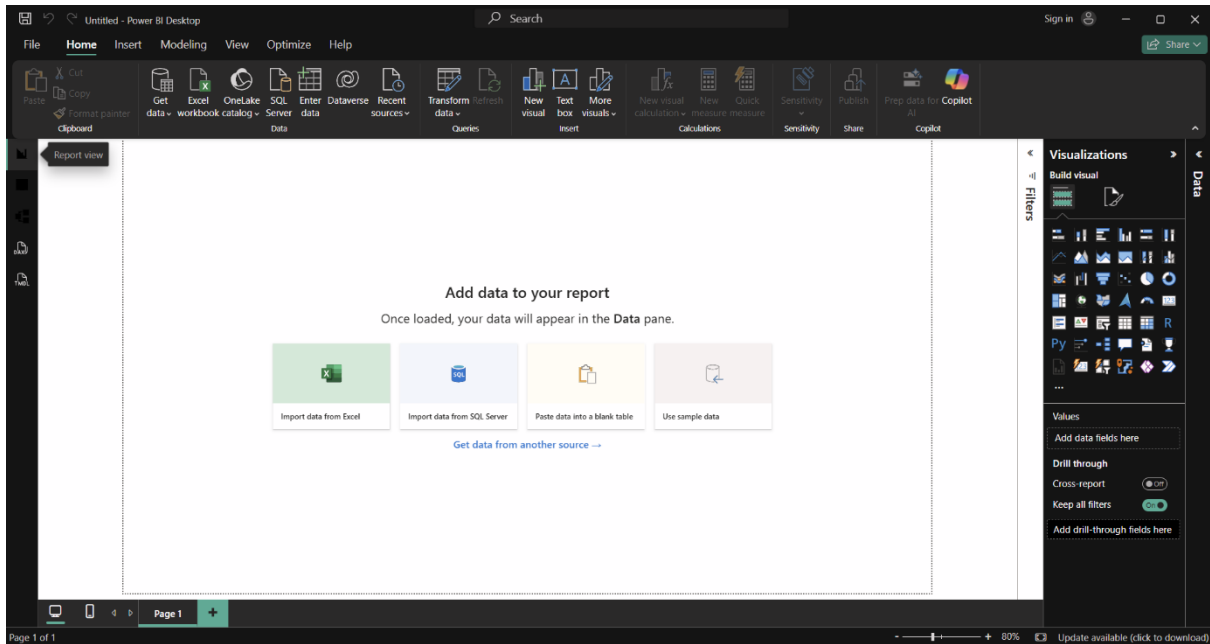 Untitled - Power BI Desktop
Search
Sign in
File Home Insert Modeling View Optimize Help
Share
Paste
Cut
Copy
Format painter
Clipboard
Get data
Excel workbook
OneLake catalog
SQL Server
Enter data
Dataverse
Recent sources
Data
Transform data
Refresh
Queries
New visual
Text box
More visuals
Insert
New visual calculation
New measure
Quick measure
Calculations
Sensitivity
Sensitivity
Publish
Share
Prep data for AI
Copilot
Copilot
Report view
DAX
TMDL
Add data to your report
Once loaded, your data will appear in the Data pane.
X
SQL
Import data from Excel
Import data from SQL Server
Paste data into a blank table
Use sample data
Get data from another source →
Filters
Visualizations
Build visual
123
R
Py
...
Values
Add data fields here
Drill through
Cross-report
Off
Keep all filters
On
Add drill-through fields here
Data
Page 1
+
Page 1 of 1
- + 80%
Update available (click to download)